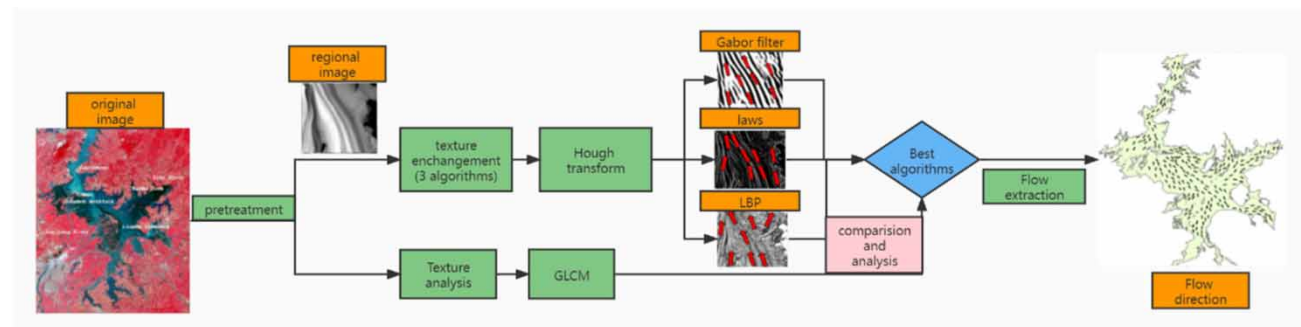 original
image
pretreatment
regional
image
texture
enchangement
(3 algorithms)
Hough
transform
Texture
analysis
GLCM
Gabor filter
laws
LBP
comparision
and
analysis
Best
algorithms
Flow
extraction
Flow
direction